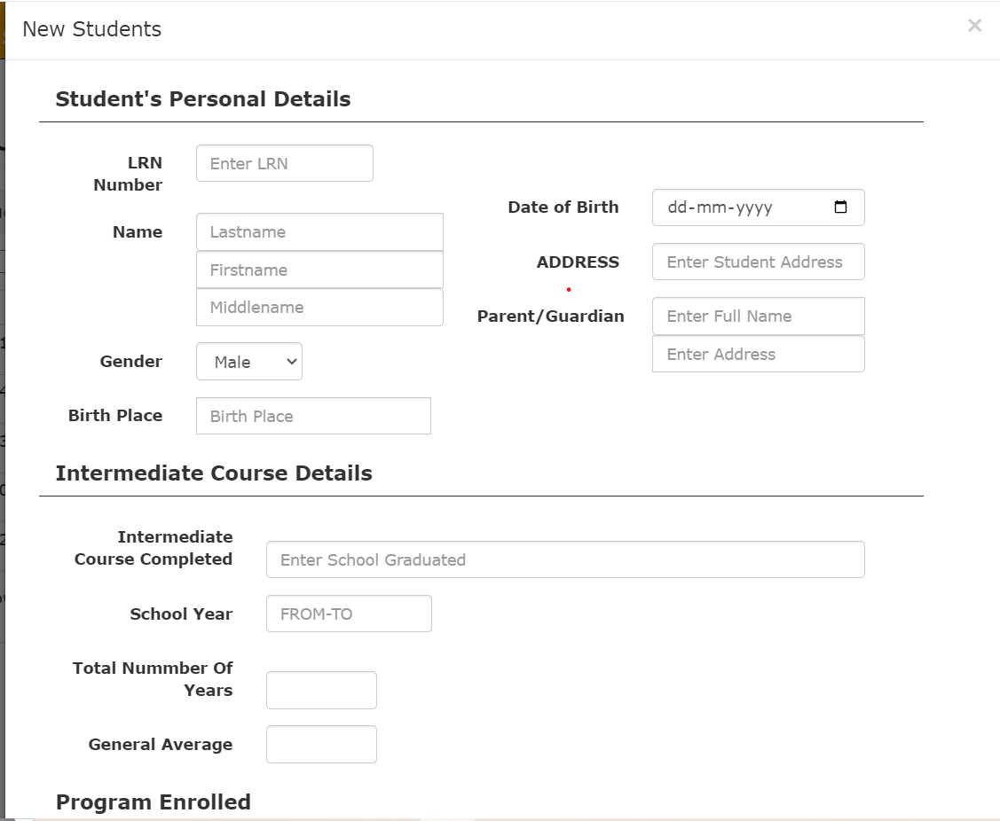 New Students
×
Student's Personal Details
LRN
Number
Enter LRN
Name
Lastname
Firstname
Middlename
Gender
Male
Birth Place
Birth Place
Date of Birth
dd-mm-yyyy
ADDRESS
Enter Student Address
Parent/Guardian
Enter Full Name
Enter Address
Intermediate Course Details
Intermediate
Course Completed
Enter School Graduated
School Year
FROM-TO
Total Nummber Of
Years
General Average
Program Enrolled